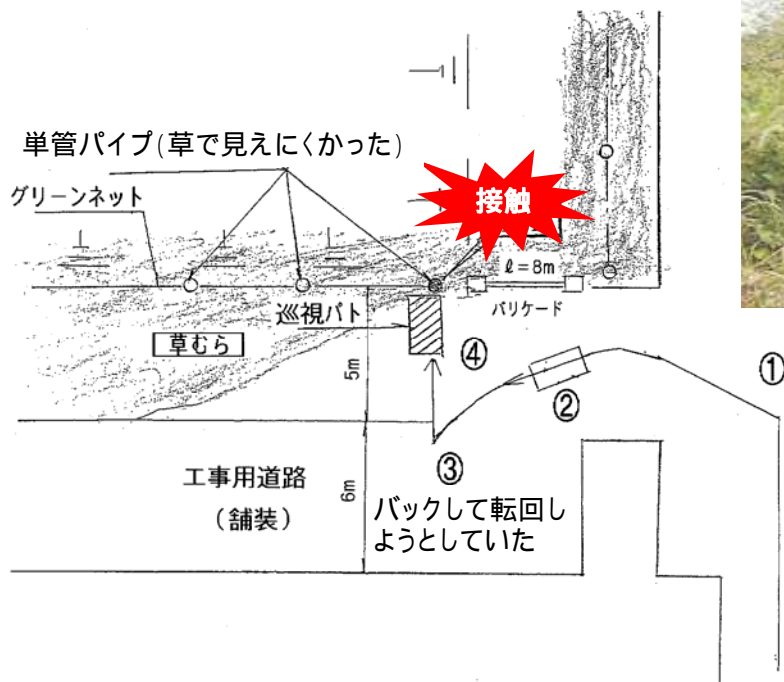 単管パイプ(草で見えにくかった)
グリーンネット
接触
ℓ=8m
バリケード
巡視パト
草むら
5m
④
②
①
③
工事用道路
(舗装)
6m
バックして転回し
ようとしていた